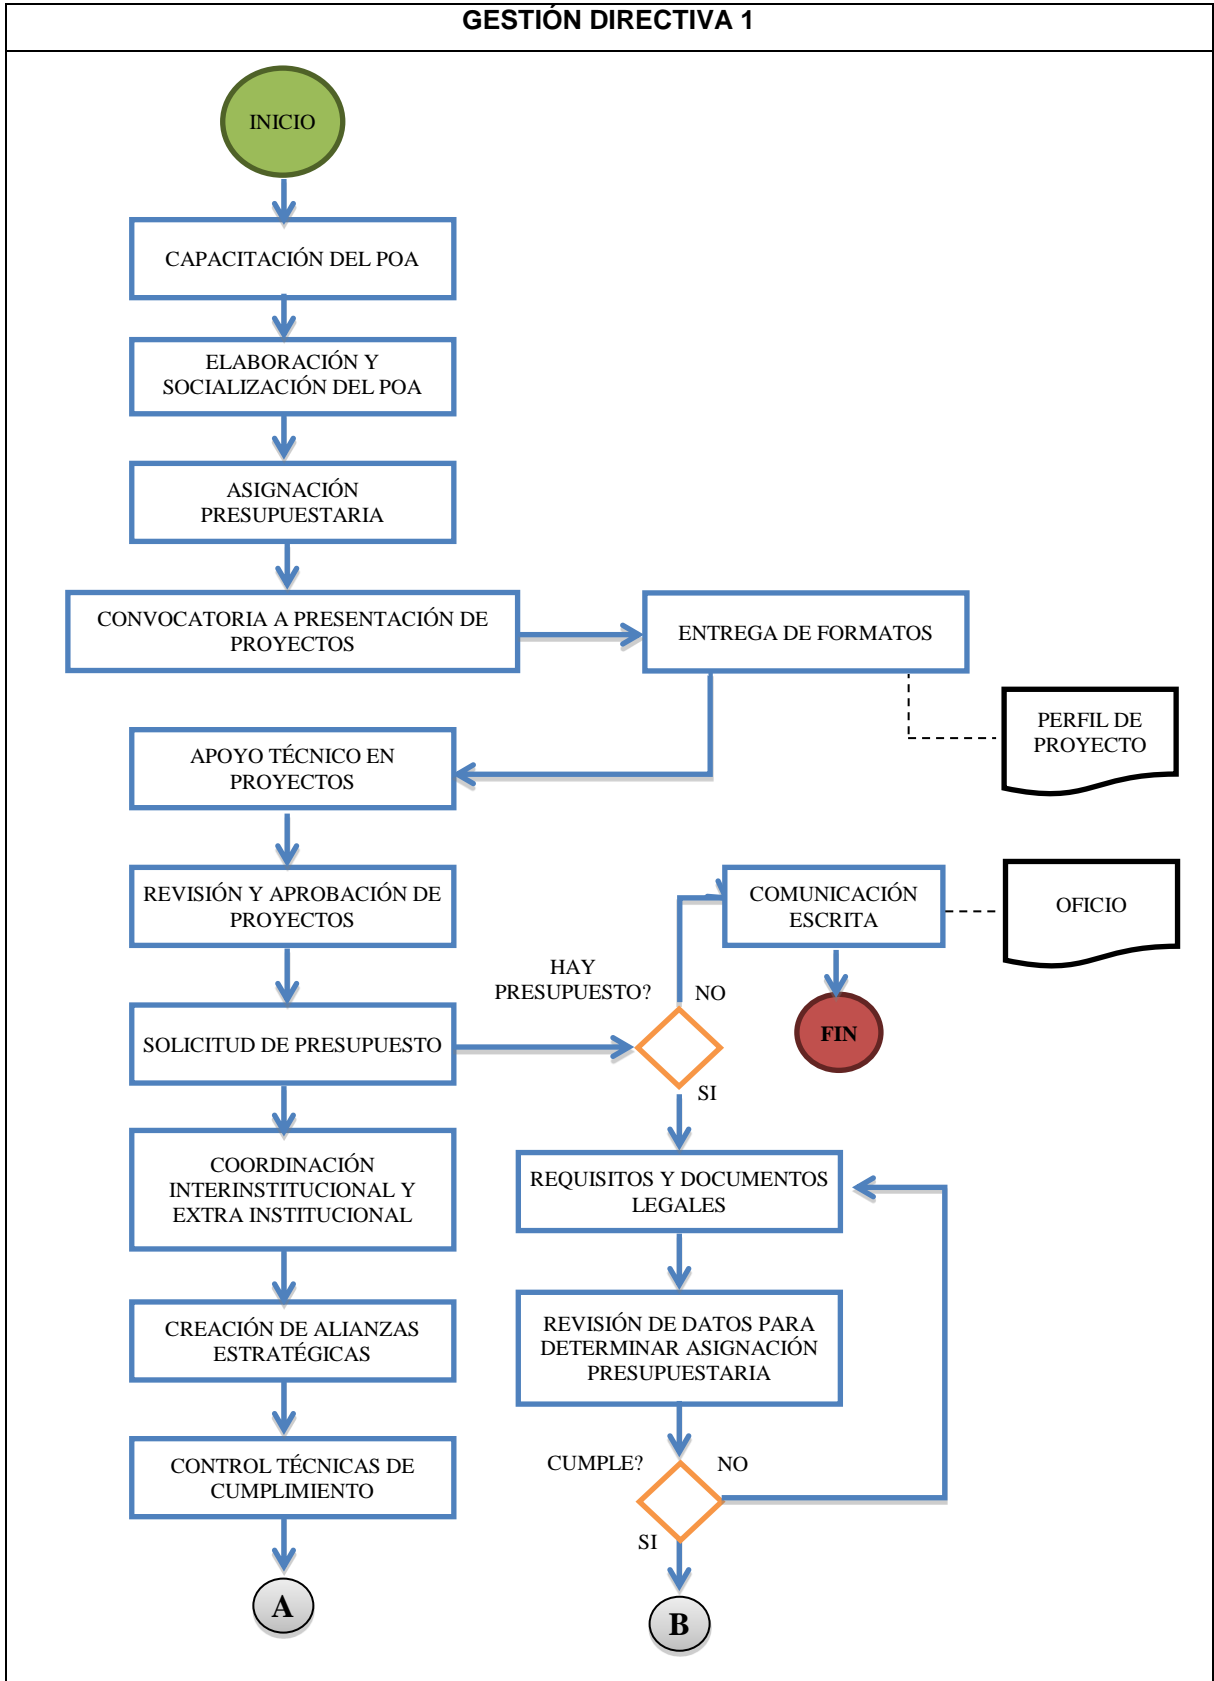 GESTIÓN DIRECTIVA 1
INICIO
CAPACITACIÓN DEL POA
ELABORACIÓN Y
SOCIALIZACIÓN DEL POA
ASIGNACIÓN
PRESUPUESTARIA
CONVOCATORIA A PRESENTACIÓN DE
PROYECTOS
ENTREGA DE FORMATOS
PERFIL DE
PROYECTO
APOYO TÉCNICO EN
PROYECTOS
REVISIÓN Y APROBACIÓN DE
PROYECTOS
COMUNICACIÓN
ESCRITA
OFICIO
HAY
PRESUPUESTO?
NO
FIN
SOLICITUD DE PRESUPUESTO
SI
COORDINACIÓN
INTERINSTITUCIONAL Y
EXTRA INSTITUCIONAL
REQUISITOS Y DOCUMENTOS
LEGALES
CREACIÓN DE ALIANZAS
ESTRATÉGICAS
REVISIÓN DE DATOS PARA
DETERMINAR ASIGNACIÓN
PRESUPUESTARIA
CONTROL TÉCNICAS DE
CUMPLIMIENTO
CUMPLE?
NO
SI
A
B